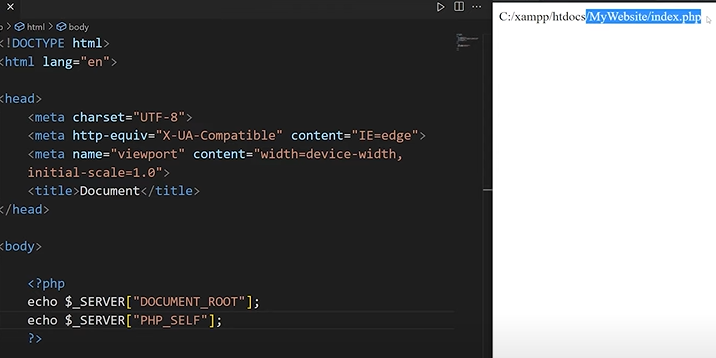 html > body
<!DOCTYPE html>
<html lang="en">
<head>
<meta charset="UTF-8">
<meta http-equiv="X-UA-Compatible" content="IE=edge">
<meta name="viewport" content="width=device-width,
initial-scale=1.0">
<title>Document</title>
</head>
<body>
<?php
echo $_SERVER["DOCUMENT_ROOT"];
echo $_SERVER["PHP_SELF"];
?>
C:/xampp/htdocs/MyWebsite/index.php